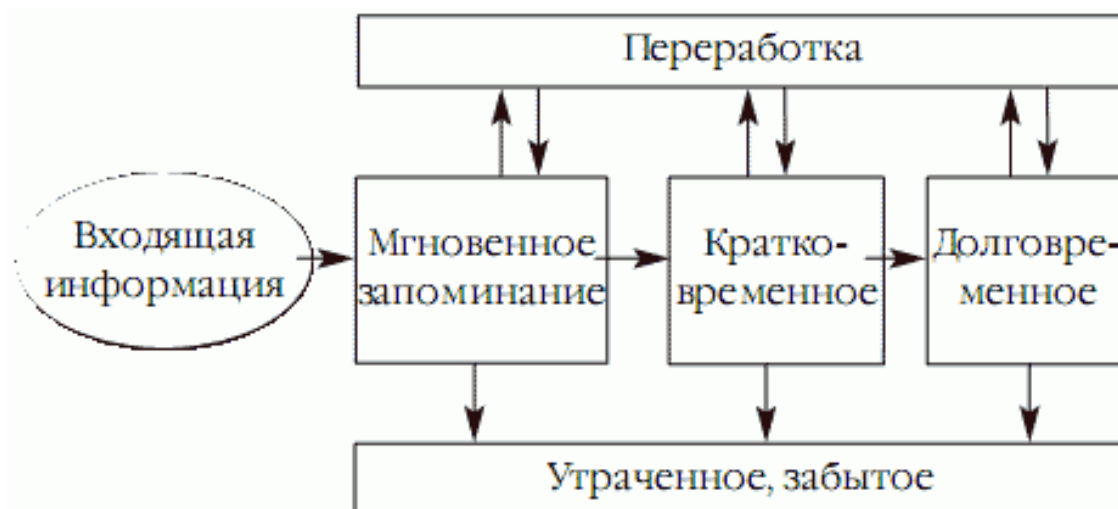 Переработка
Входящая
информация
Мгновенное
запоминание
Кратко-
временное
Долговре-
менное
Утраченное, забытое